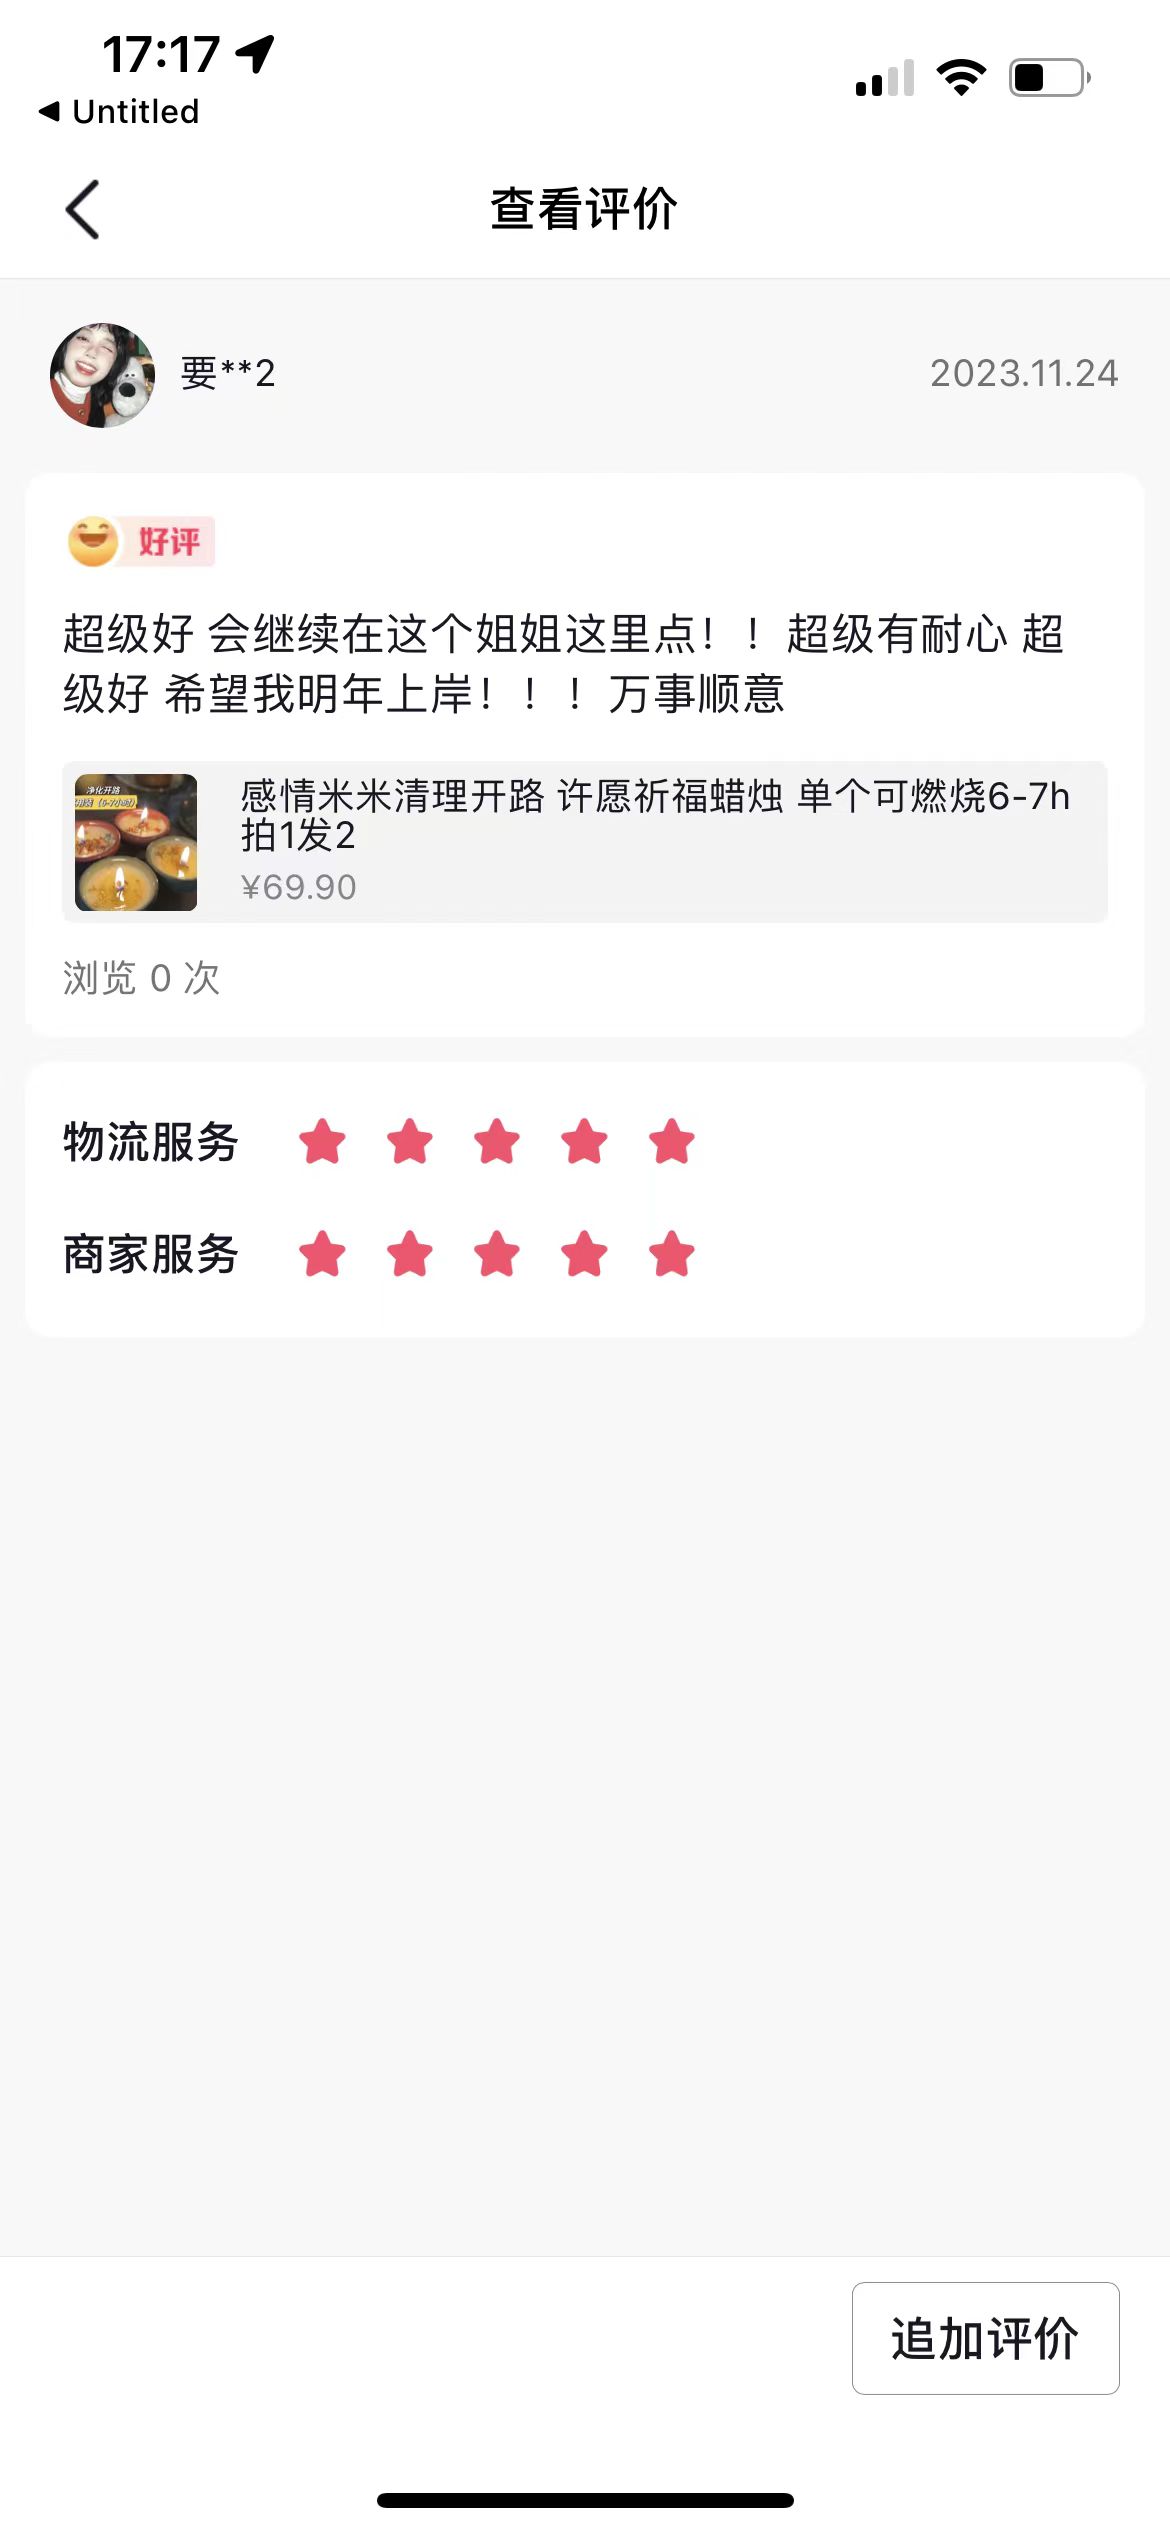 17:17
Untitled
查看评价
要**2
2023.11.24
好评
超级好 会继续在这个姐姐这里点！！超级有耐心 超
级好 希望我明年上岸！！！万事顺意
净化开路
感情米米清理开路 许愿祈福蜡烛 单个可燃烧6-7h
拍1发2
¥69.90
浏览 0 次
物流服务
商家服务
追加评价